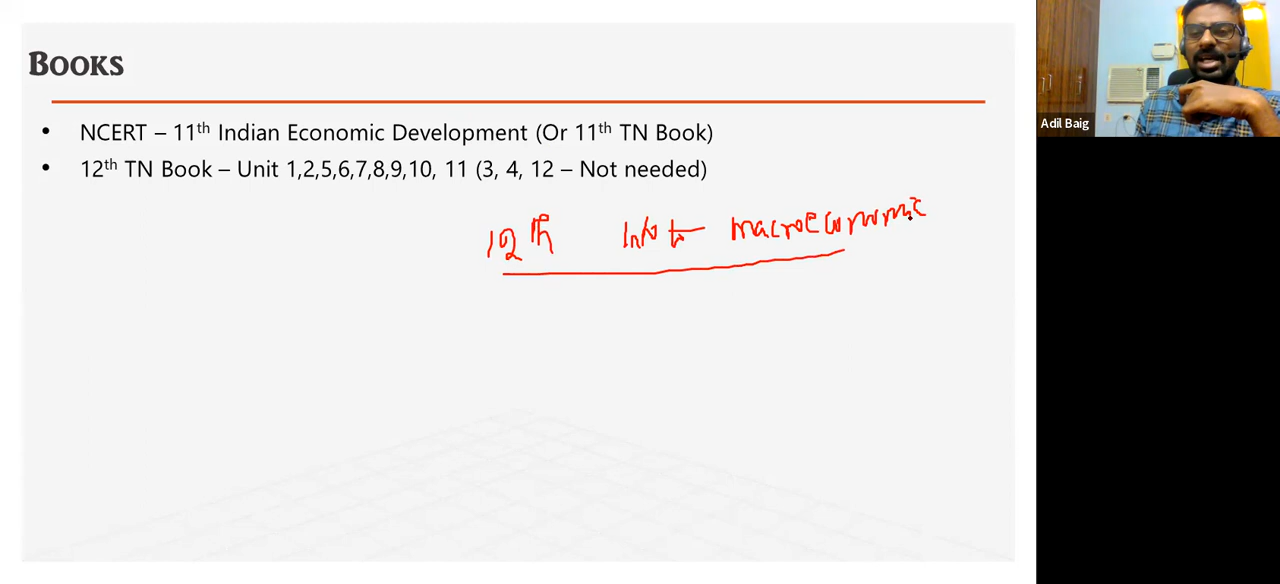 BOOKS
• NCERT – 11th Indian Economic Development (Or 11th TN Book)
• 12th TN Book – Unit 1,2,5,6,7,8,9,10, 11 (3, 4, 12 – Not needed)
12th to macroeconomic
Adil Baig